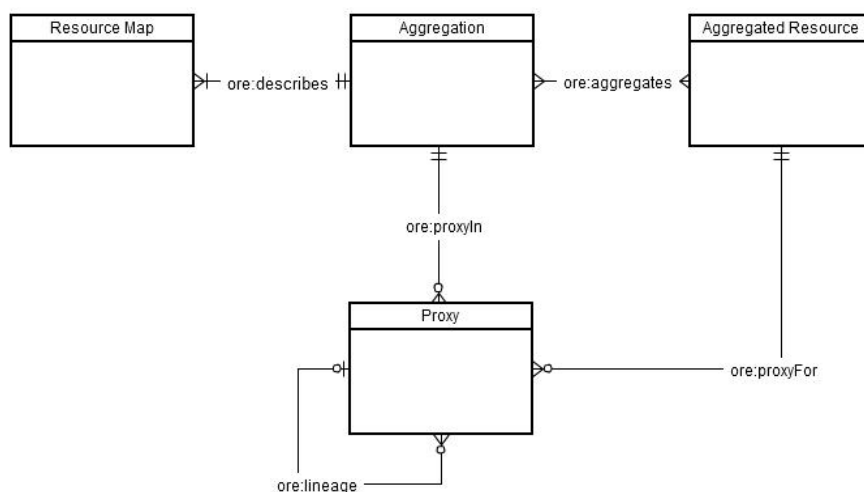 Resource Map
Aggregation
Aggregated Resource
ore:describes
ore:aggregates
ore:proxyIn
Proxy
ore:proxyFor
ore:lineage